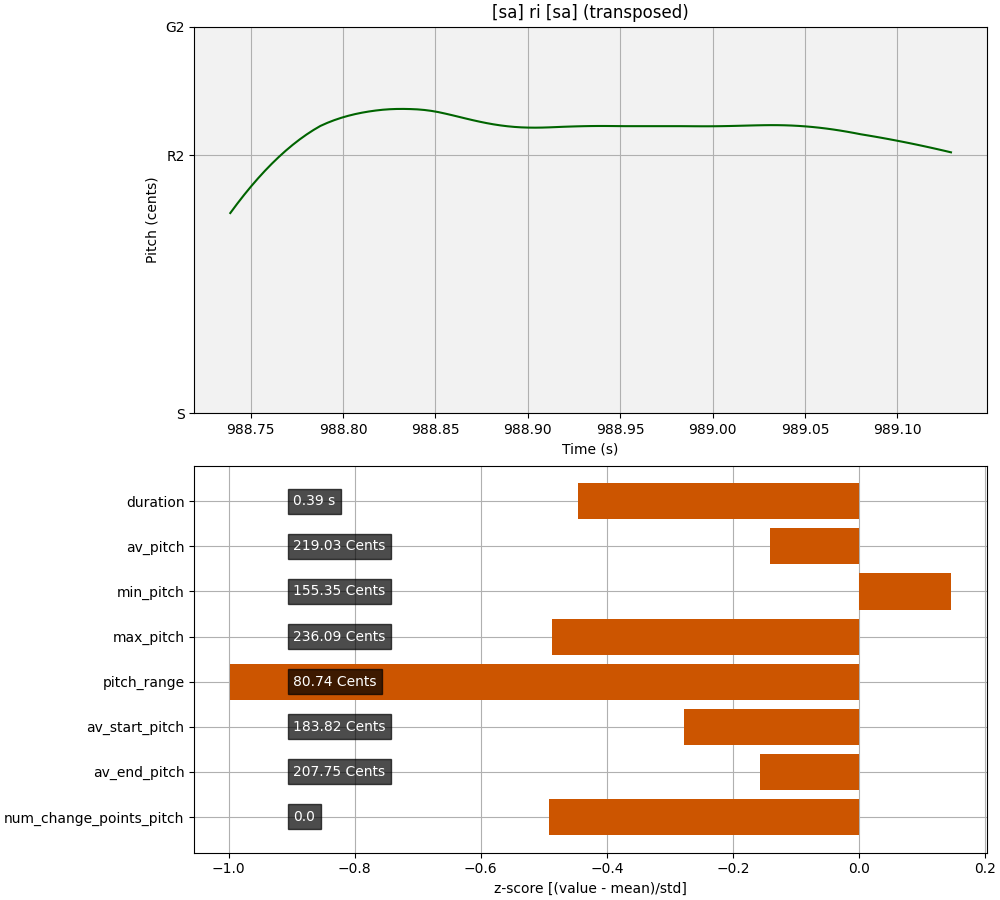 [sa] ri [sa] (transposed)
G2
R2
S
Pitch (cents)
988.75 988.80 988.85 988.90 988.95 989.00 989.05 989.10
Time (s)
duration 0.39 s
av_pitch 219.03 Cents
min_pitch 155.35 Cents
max_pitch 236.09 Cents
pitch_range 80.74 Cents
av_start_pitch 183.82 Cents
av_end_pitch 207.75 Cents
num_change_points_pitch 0.0
−1.0 −0.8 −0.6 −0.4 −0.2 0.0 0.2
z-score [(value - mean)/std]